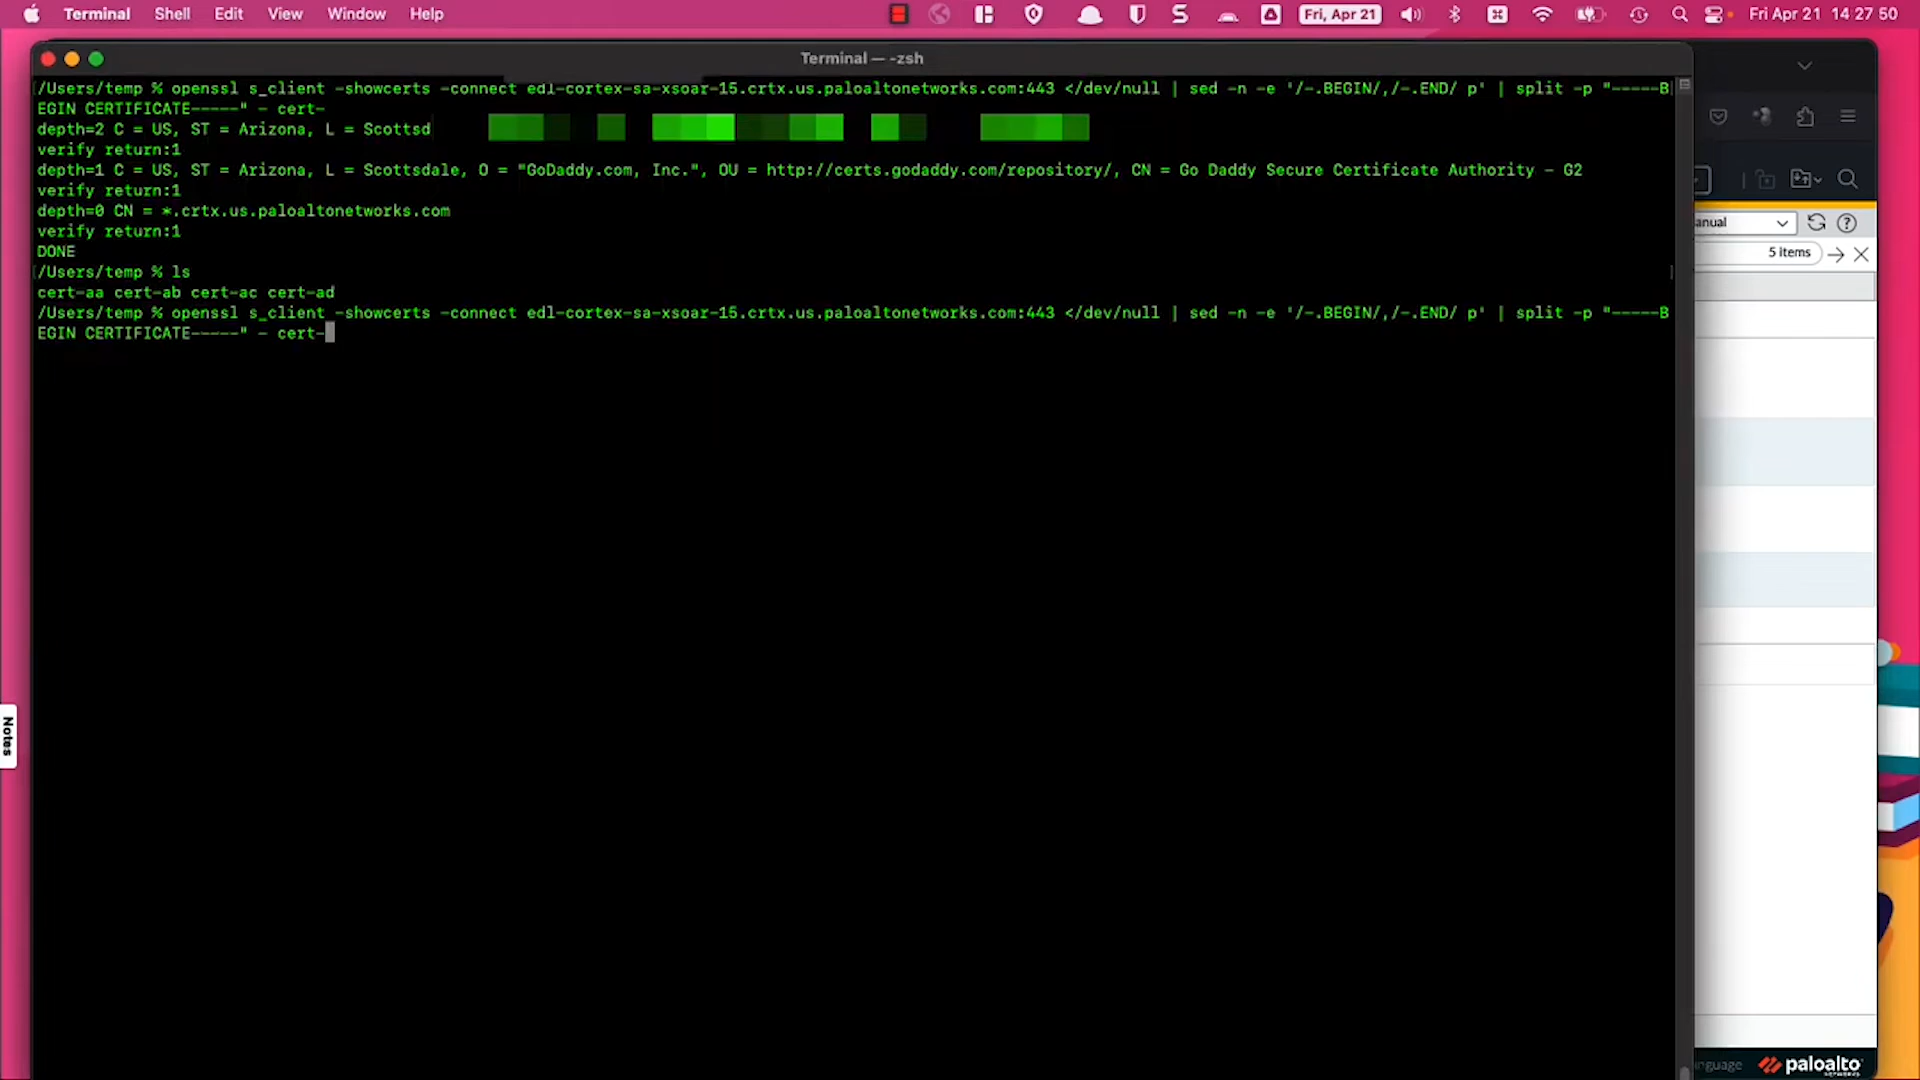 Terminal Shell Edit View Window Help Fri, Apr 21 Fri Apr 21 14:27:50
Terminal — -zsh
/Users/temp % openssl s_client -showcerts -connect edl-cortex-sa-xsoar-15.crtx.us.paloaltonetworks.com:443 </dev/null | sed -n -e '/-.BEGIN/,/-.END/ p' | split -p "-----B
EGIN CERTIFICATE-----" - cert-
depth=2 C = US, ST = Arizona, L = Scottsd
verify return:1
depth=1 C = US, ST = Arizona, L = Scottsdale, O = "GoDaddy.com, Inc.", OU = http://certs.godaddy.com/repository/, CN = Go Daddy Secure Certificate Authority - G2
verify return:1
depth=0 CN = *.crtx.us.paloaltonetworks.com
verify return:1
DONE
/Users/temp % ls
cert-aa cert-ab cert-ac cert-ad
/Users/temp % openssl s_client -showcerts -connect edl-cortex-sa-xsoar-15.crtx.us.paloaltonetworks.com:443 </dev/null | sed -n -e '/-.BEGIN/,/-.END/ p' | split -p "-----B
EGIN CERTIFICATE-----" - cert-
anual
5 items
Notes
nguage paloalto